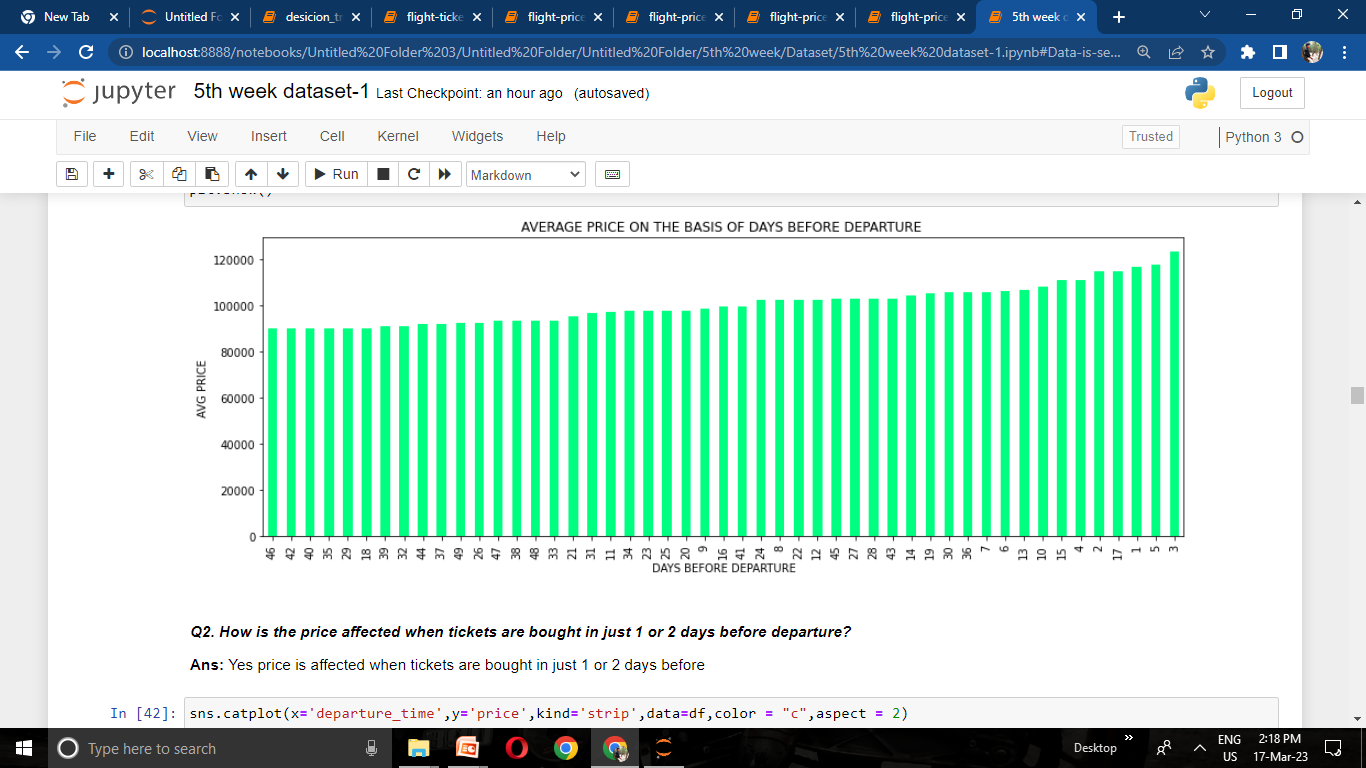 New Tab
Untitled Fo
desicion_tr
flight-ticke
flight-price
flight-price
flight-price
flight-price
5th week d
localhost:8888/notebooks/Untitled%20Folder%203/Untitled%20Folder/Untitled%20Folder/5th%20week/Dataset/5th%20week%20dataset-1.ipynb#Data-is-se...
jupyter 5th week dataset-1 Last Checkpoint: an hour ago (autosaved)
Logout
File Edit View Insert Cell Kernel Widgets Help
Trusted
Python 3
Run
Markdown
AVERAGE PRICE ON THE BASIS OF DAYS BEFORE DEPARTURE
120000
100000
80000
60000
40000
20000
0
AVG PRICE
46 42 40 35 29 18 39 32 44 37 49 26 47 38 48 33 21 31 11 34 23 25 20 9 16 41 24 8 22 12 45 27 28 43 14 19 30 36 7 6 13 10 15 4 2 17 1 5 3
DAYS BEFORE DEPARTURE
Q2. How is the price affected when tickets are bought in just 1 or 2 days before departure?
Ans: Yes price is affected when tickets are bought in just 1 or 2 days before
In [42]: sns.catplot(x='departure_time',y='price',kind='strip',data=df,color = "c",aspect = 2)
Type here to search
Desktop
ENG
US
2:18 PM
17-Mar-23